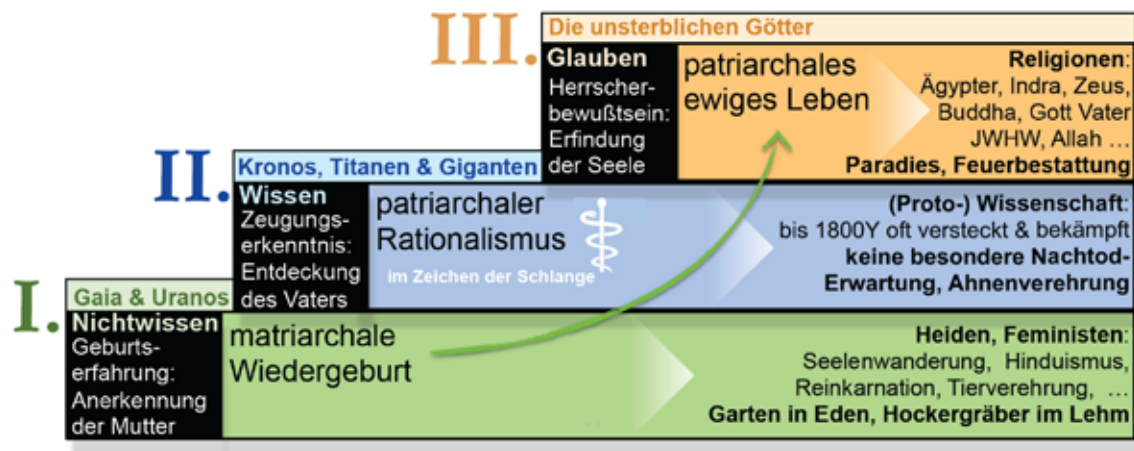 III.
Die unsterblichen Götter
Glauben
Herrscher-
bewußtsein:
Erfindung
der Seele
patriarchales
ewiges Leben
Religionen:
Ägypter, Indra, Zeus,
Buddha, Gott Vater
JWHW, Allah ...
Paradies, Feuerbestattung
II.
Kronos, Titanen & Giganten
Wissen
Zeugungs-
erkenntnis:
Entdeckung
des Vaters
patriarchaler
Rationalismus
im Zeichen der Schlange
(Proto-) Wissenschaft:
bis 1800Y oft versteckt & bekämpft
keine besondere Nachtod-
Erwartung, Ahnenverehrung
I.
Gaia & Uranos
Nichtwissen
Geburts-
erfahrung:
Anerkennung
der Mutter
matriarchale
Wiedergeburt
Heiden, Feministen:
Seelenwanderung, Hinduismus,
Reinkarnation, Tierverehrung, ...
Garten in Eden, Hockergräber im Lehm